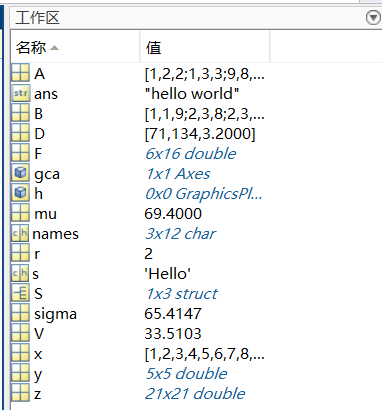 工作区
名称 值
A [1,2,2;1,3,3;9,8,...
str ans "hello world"
B [1,1,9;2,3,8;2,3,...
D [71,134,3.2000]
F 6x16 double
gca 1x1 Axes
h 0x0 GraphicsPl...
mu 69.4000
ch names 3x12 char
r 2
ch s 'Hello'
S 1x3 struct
sigma 65.4147
V 33.5103
x [1,2,3,4,5,6,7,8,...
y 5x5 double
z 21x21 double